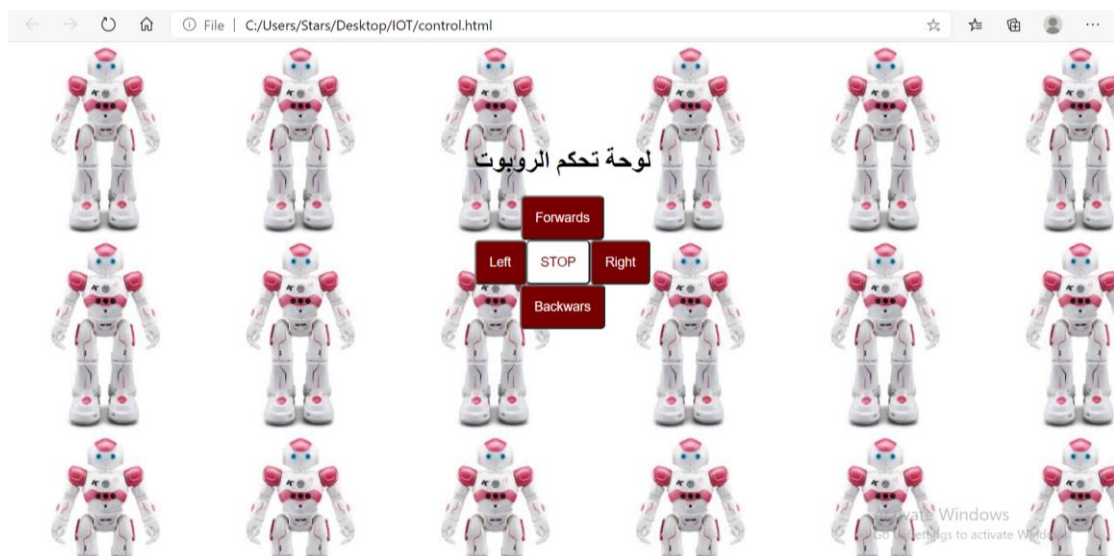 File | C:/Users/Stars/Desktop/IOT/control.html
لوحة تحكم الروبوت
Forwards
Left STOP Right
Backwars
Activate Windows
Go to Settings to activate Windows.